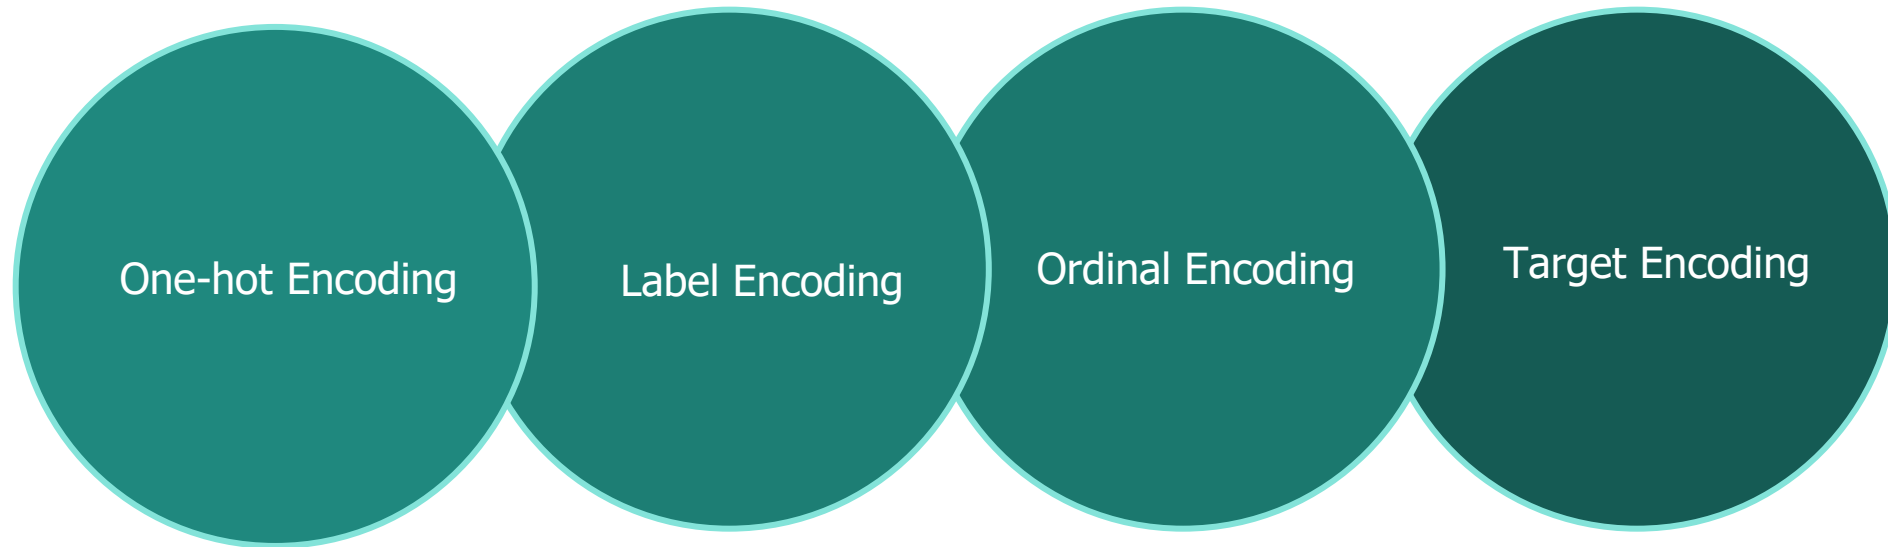 One-hot Encoding
Label Encoding
Ordinal Encoding
Target Encoding